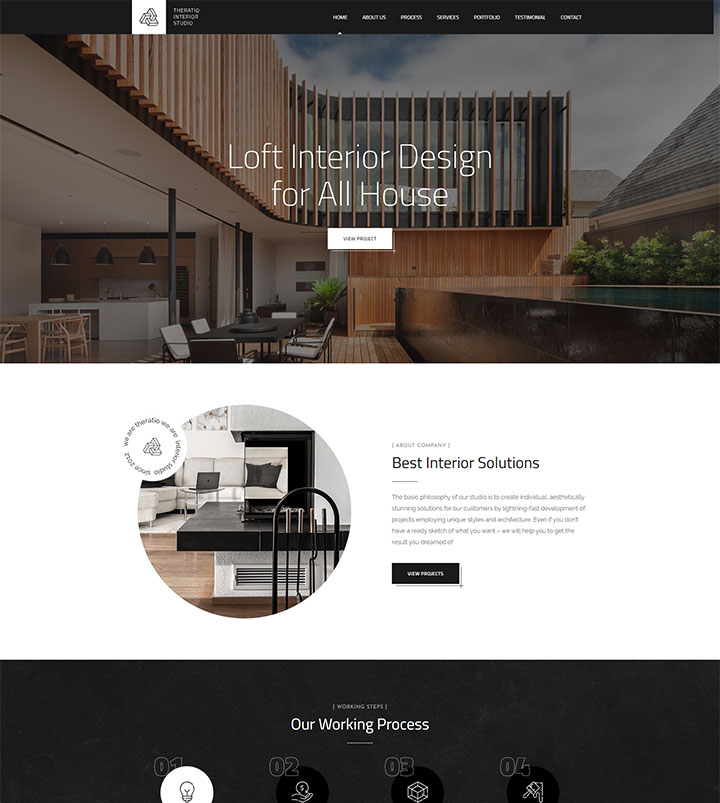 THERATIO
INTERIOR
STUDIO
HOME ABOUT US PROCESS SERVICES PORTFOLIO TESTIMONIAL CONTACT
Loft Interior Design
for All House
VIEW PROJECT
we are theratio we are interior studio since 2012
[ ABOUT COMPANY ]
Best Interior Solutions
The basic philosophy of our studio is to create individual, aesthetically
stunning solutions for our customers by lightning-fast development of
projects employing unique styles and architecture. Even if you don't
have a ready sketch of what you want – we will help you to get the
result you dreamed of.
VIEW PROJECTS
[ WORKING STEPS ]
Our Working Process
01 02 03 04